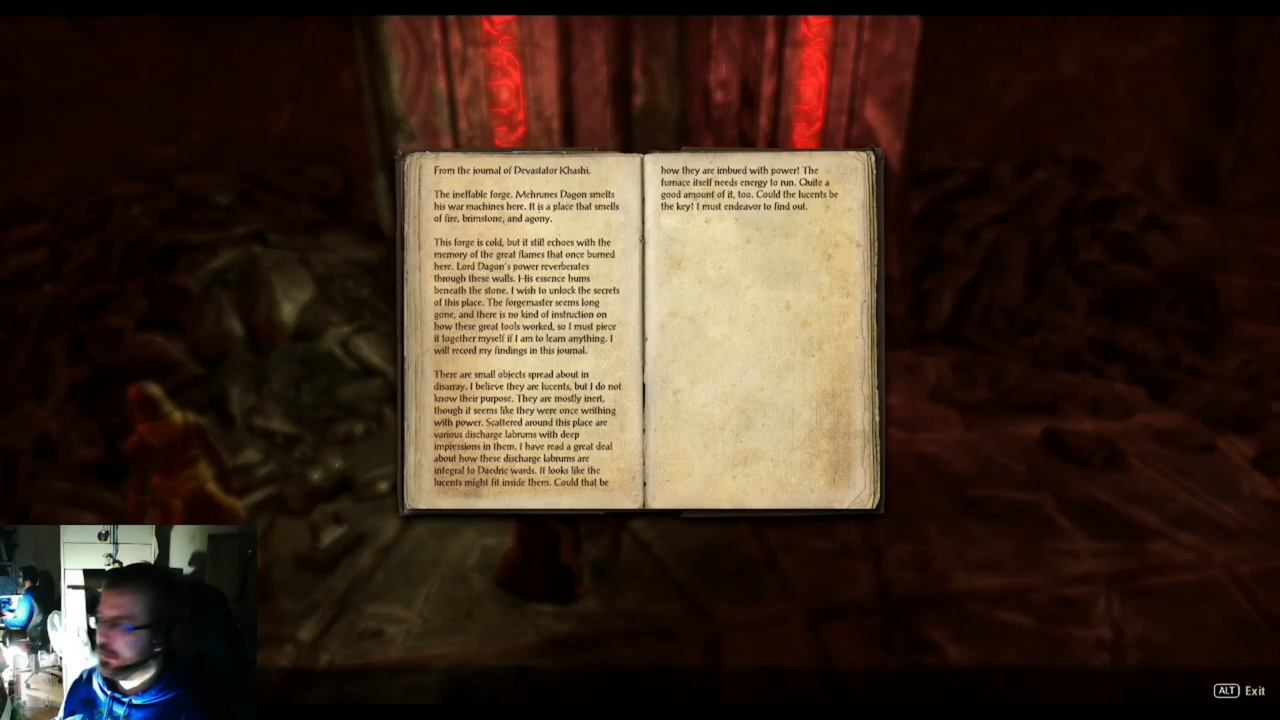 From the journal of Devastator Khashi.
The ineffable forge. Mehrunes Dagon smelts
his war machines here. It is a place that smells
of fire, brimstone, and agony.
This forge is cold, but it still echoes with the
memory of the great flames that once burned
here. Lord Dagon's power reverberates
through these walls. His essence hums
beneath the stone. I wish to unlock the secrets
of this place. The forgemaster seems long
gone, and there is no kind of instruction on
how these great tools worked, so I must piece
it together myself if I am to learn anything. I
will record my findings in this journal.
There are small objects spread about in
disarray. I believe they are lucents, but I do not
know their purpose. They are mostly inert,
though it seems like they were once writhing
with power. Scattered around this place are
various discharge labrums with deep
impressions in them. I have read a great deal
about how these discharge labrums are
integral to Daedric wards. It looks like the
lucents might fit inside them. Could that be
how they are imbued with power? The
furnace itself needs energy to run. Quite a
good amount of it, too. Could the lucents be
the key? I must endeavor to find out.
ALT Exit